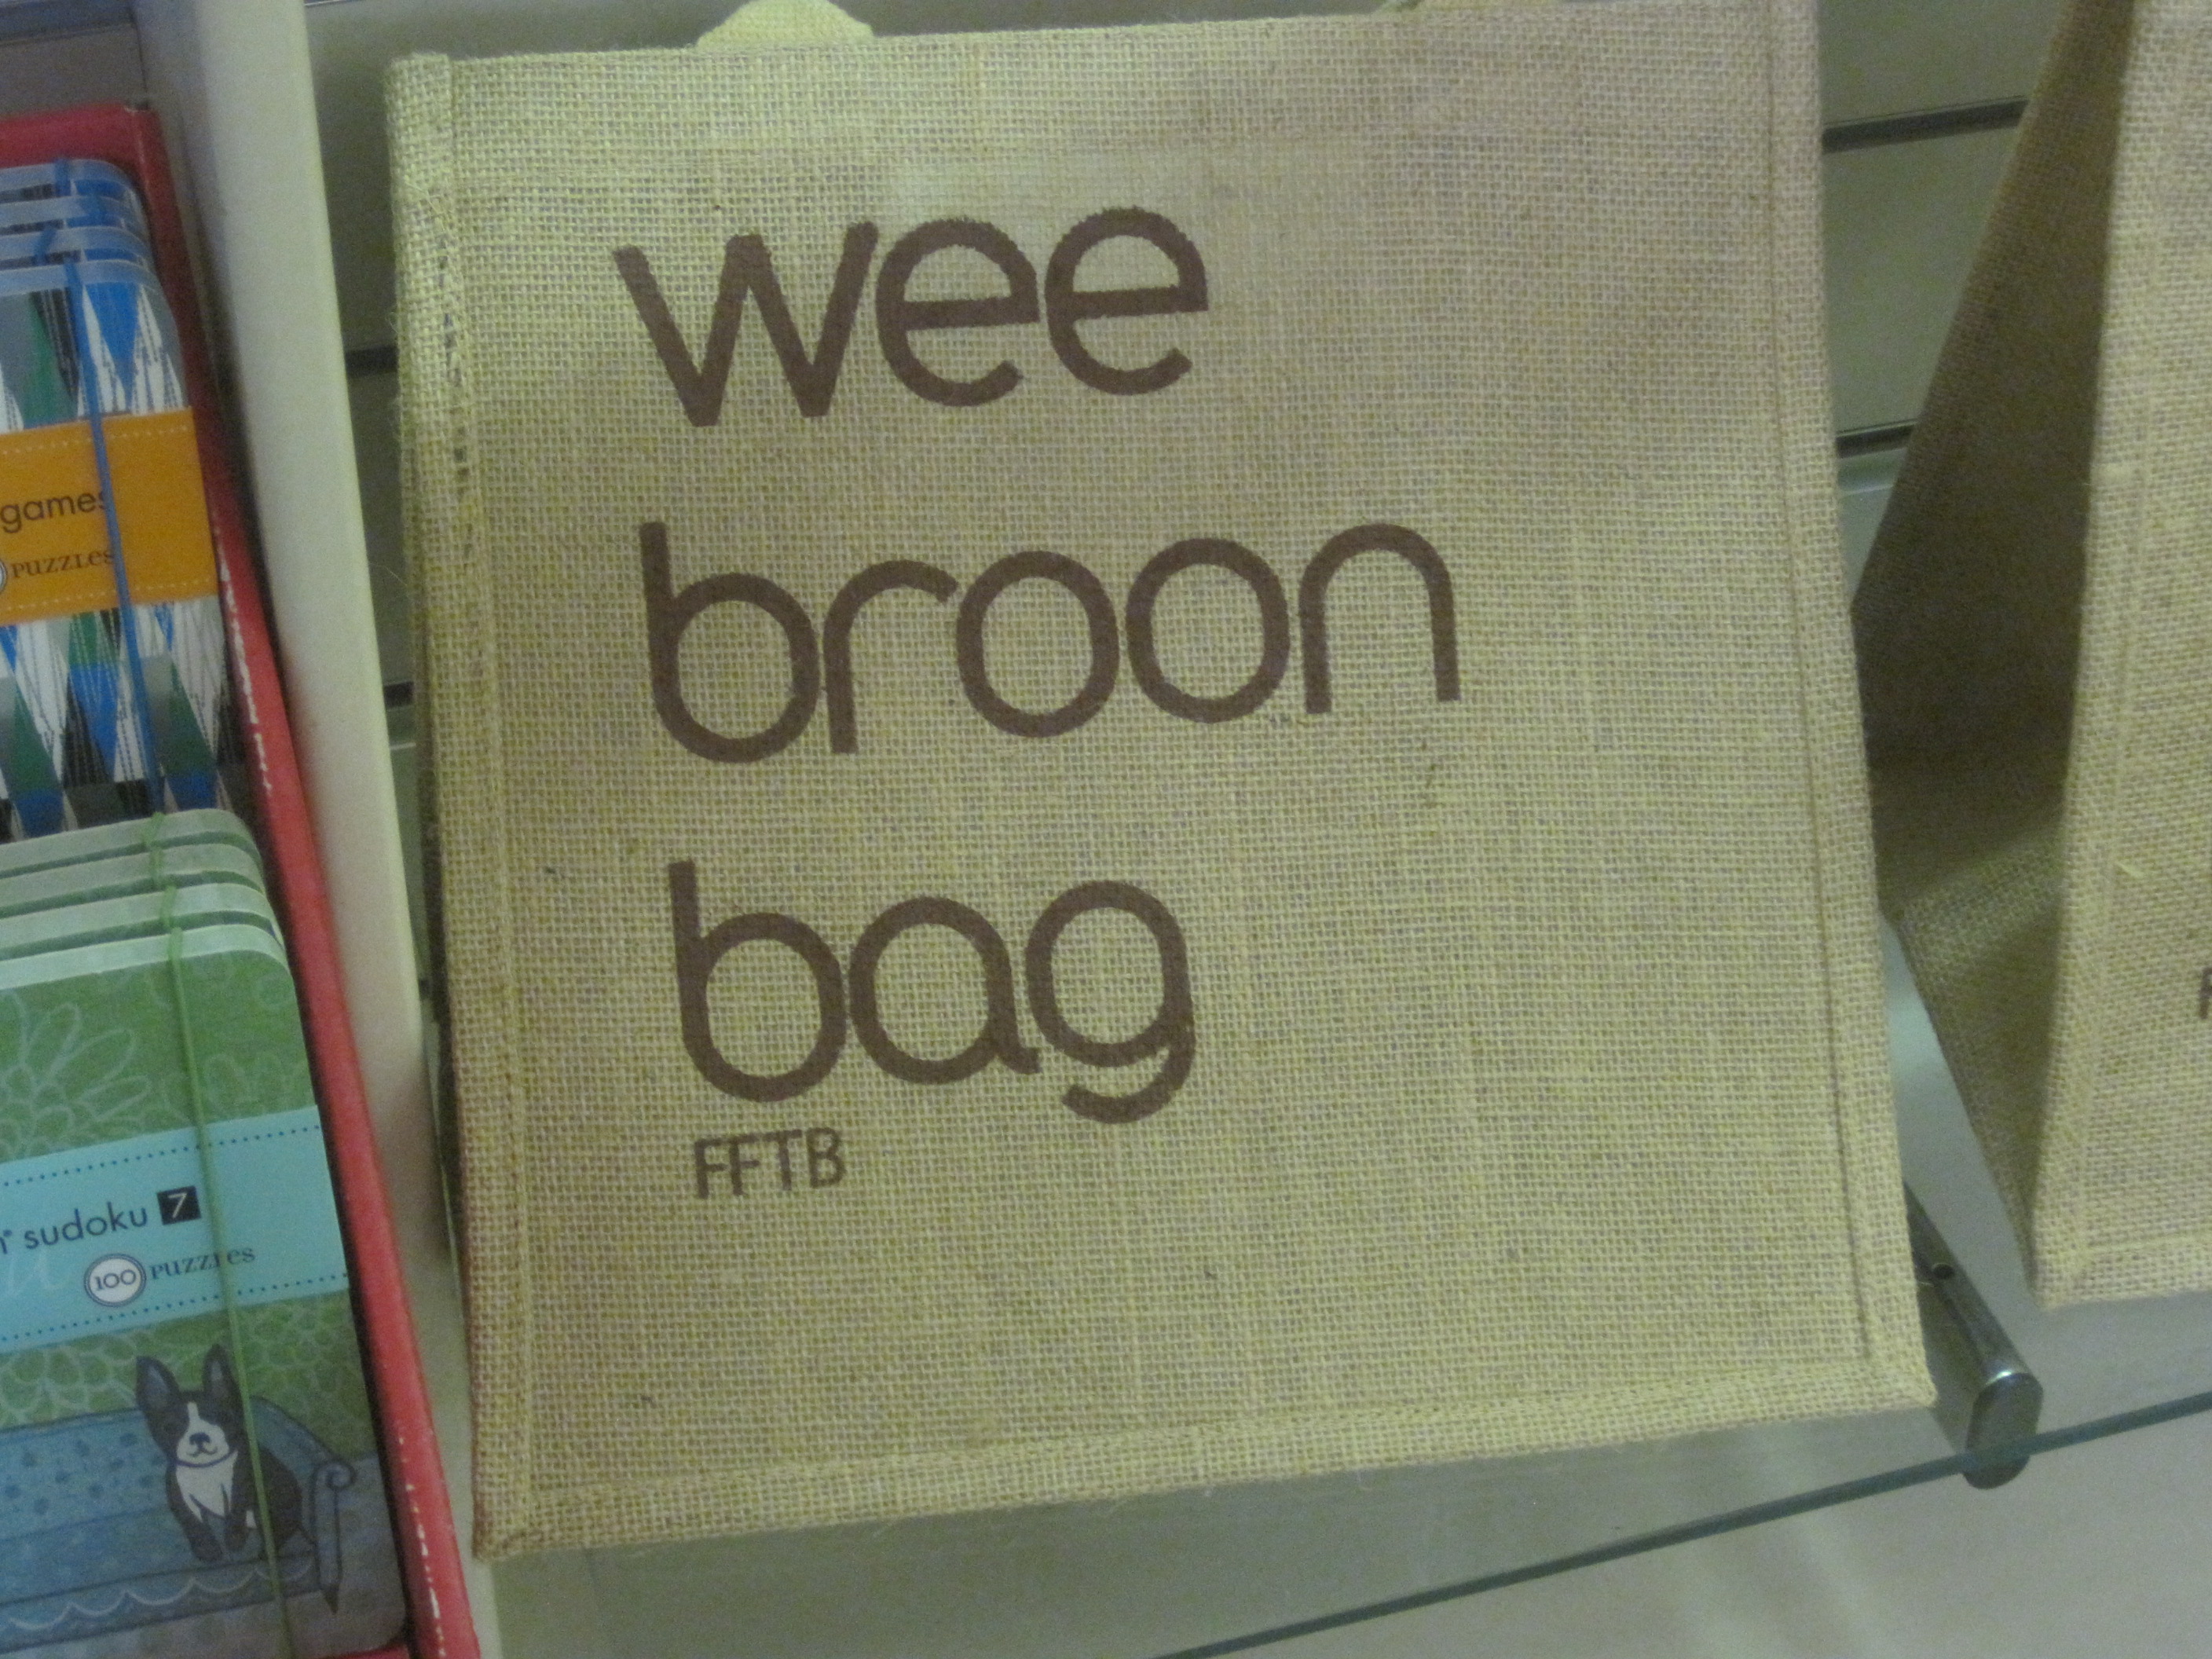 wee
broon
bag
FFTB
games
PUZZLES
sudoku 7
100 PUZZLES